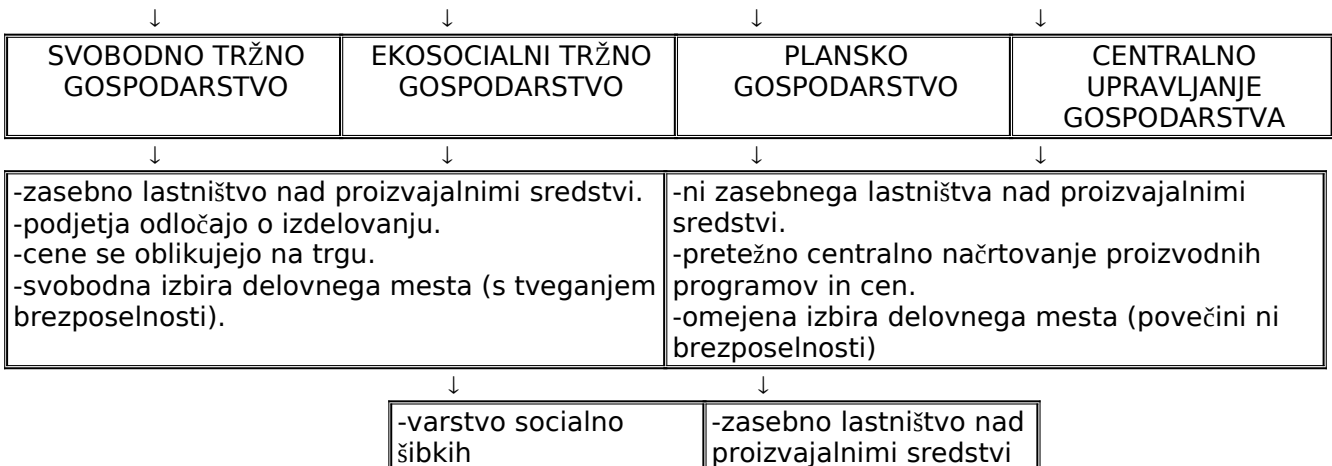 ↓ ↓ ↓ ↓
SVOBODNO TRŽNO
GOSPODARSTVO
EKOSOCIALNI TRŽNO
GOSPODARSTVO
PLANSKO
GOSPODARSTVO
CENTRALNO
UPRAVLJANJE
GOSPODARSTVA
↓ ↓ ↓ ↓
-zasebno lastništvo nad proizvajalnimi sredstvi.
-podjetja odločajo o izdelovanju.
-cene se oblikujejo na trgu.
-svobodna izbira delovnega mesta (s tveganjem
brezposelnosti).
-ni zasebnega lastništva nad proizvajalnimi
sredstvi.
-pretežno centralno načrtovanje proizvodnih
programov in cen.
-omejena izbira delovnega mesta (povečini ni
brezposelnosti)
↓ ↓
-varstvo socialno
šibkih
-zasebno lastništvo nad
proizvajalnimi sredstvi